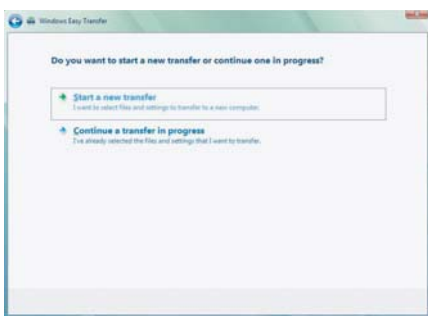 Windows Easy Transfer
Do you want to start a new transfer or continue one in progress?
Start a new transfer
I want to select files and settings to transfer to a new computer.
Continue a transfer in progress
I've already selected the files and settings that I want to transfer.